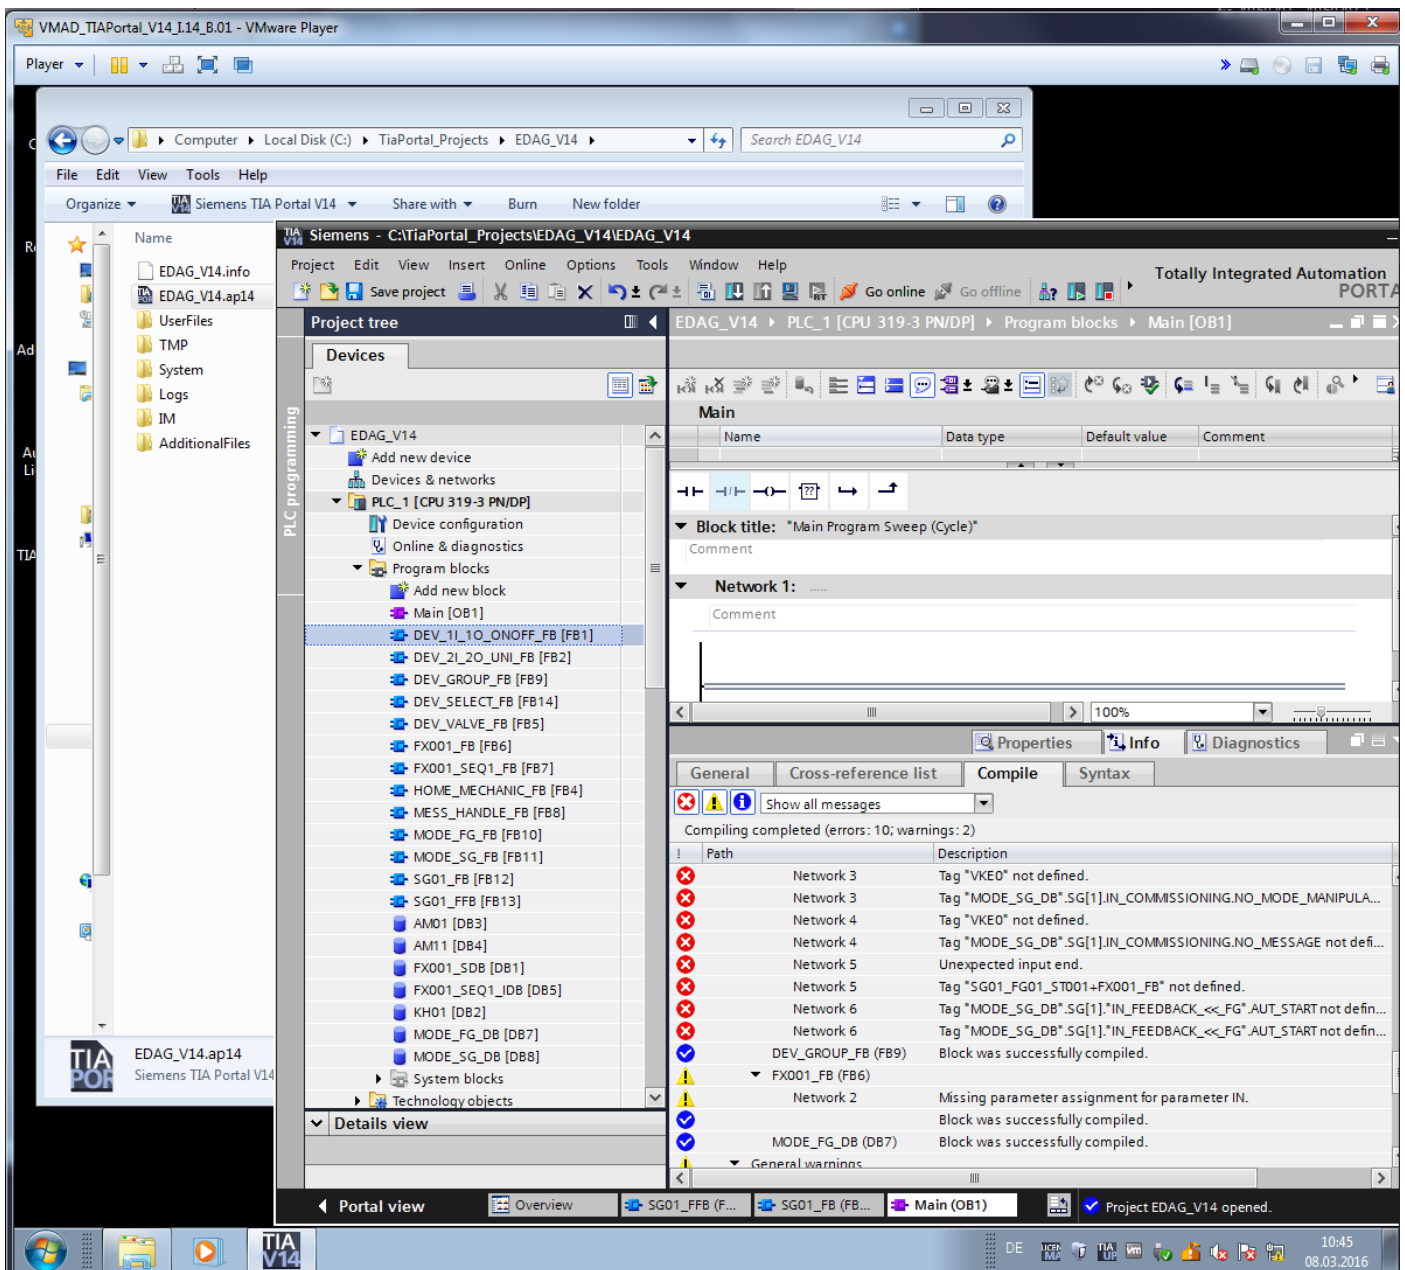 VMAD_TIAPortal_V14_I.14_B.01 - VMware Player
Player
Computer Local Disk (C:) TiaPortal_Projects EDAG_V14
Search EDAG_V14
File Edit View Tools Help
Organize Siemens TIA Portal V14 Share with Burn New folder
Name
EDAG_V14.info
EDAG_V14.ap14
UserFiles
TMP
System
Logs
IM
AdditionalFiles
EDAG_V14.ap14
Siemens TIA Portal V14
Siemens - C:\TiaPortal_Projects\EDAG_V14\EDAG_V14
Project Edit View Insert Online Options Tools Window Help
Save project Go online Go offline
Totally Integrated Automation
PORTA
Project tree
Devices
PLC programming
EDAG_V14
Add new device
Devices & networks
PLC_1 [CPU 319-3 PN/DP]
Device configuration
Online & diagnostics
Program blocks
Add new block
Main [OB1]
DEV_1I_1O_ONOFF_FB [FB1]
DEV_2I_2O_UNI_FB [FB2]
DEV_GROUP_FB [FB9]
DEV_SELECT_FB [FB14]
DEV_VALVE_FB [FB5]
FX001_FB [FB6]
FX001_SEQ1_FB [FB7]
HOME_MECHANIC_FB [FB4]
MESS_HANDLE_FB [FB8]
MODE_FG_FB [FB10]
MODE_SG_FB [FB11]
SG01_FB [FB12]
SG01_FFB [FB13]
AM01 [DB3]
AM11 [DB4]
FX001_SDB [DB1]
FX001_SEQ1_IDB [DB5]
KH01 [DB2]
MODE_FG_DB [DB7]
MODE_SG_DB [DB8]
System blocks
Technology objects
Details view
EDAG_V14 PLC_1 [CPU 319-3 PN/DP] Program blocks Main [OB1]
Main
Name Data type Default value Comment
Block title: "Main Program Sweep (Cycle)"
Comment
Network 1: .....
Comment
100%
Properties Info Diagnostics
General Cross-reference list Compile Syntax
Show all messages
Compiling completed (errors: 10; warnings: 2)
! Path Description
Network 3 Tag "VKE0" not defined.
Network 3 Tag "MODE_SG_DB".SG[1].IN_COMMISSIONING.NO_MODE_MANIPULA...
Network 4 Tag "VKE0" not defined.
Network 4 Tag "MODE_SG_DB".SG[1].IN_COMMISSIONING.NO_MESSAGE not defi...
Network 5 Unexpected input end.
Network 5 Tag "SG01_FG01_ST001+FX001_FB" not defined.
Network 6 Tag "MODE_SG_DB".SG[1]."IN_FEEDBACK_<<_FG".AUT_START not defin...
Network 6 Tag "MODE_SG_DB".SG[1]."IN_FEEDBACK_<<_FG".AUT_START not defin...
DEV_GROUP_FB (FB9) Block was successfully compiled.
FX001_FB (FB6)
Network 2 Missing parameter assignment for parameter IN.
Block was successfully compiled.
MODE_FG_DB (DB7) Block was successfully compiled.
General warnings
Portal view Overview SG01_FFB (F... SG01_FB (FB... Main (OB1) Project EDAG_V14 opened.
TIA V14
DE
10:45
08.03.2016